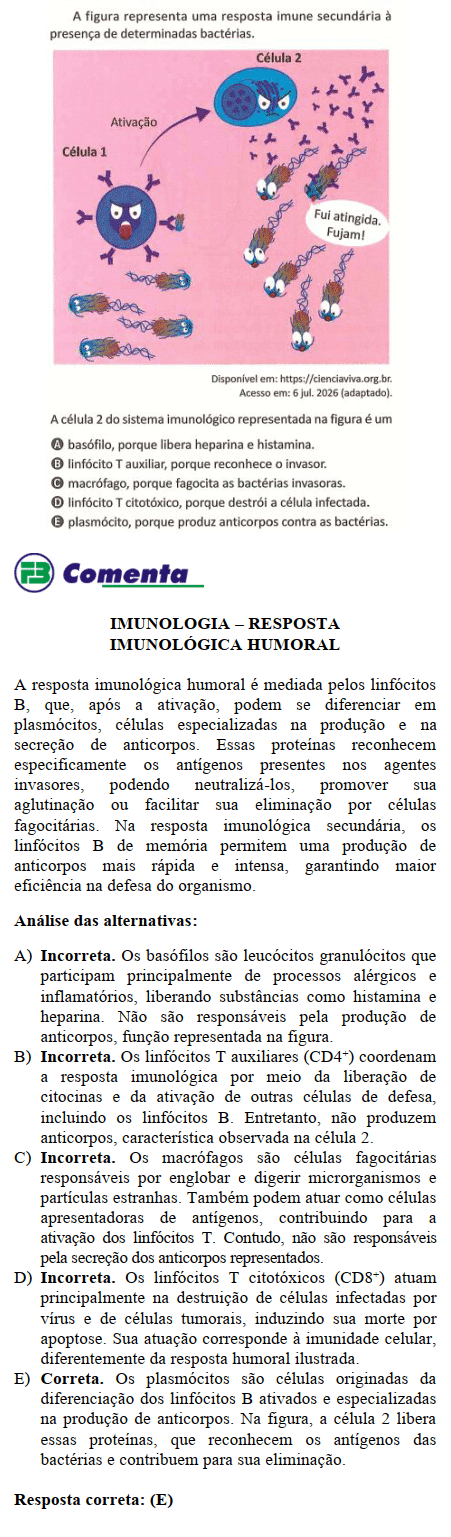 A figura representa uma resposta imune secundária à
presença de determinadas bactérias.
Célula 2
Ativação
Célula 1
Fui atingida.
Fujam!
Disponível em: https://cienciaviva.org.br.
Acesso em: 6 jul. 2026 (adaptado).
A célula 2 do sistema imunológico representada na figura é um
A basófilo, porque libera heparina e histamina.
B linfócito T auxiliar, porque reconhece o invasor.
C macrófago, porque fagocita as bactérias invasoras.
D linfócito T citotóxico, porque destrói a célula infectada.
E plasmócito, porque produz anticorpos contra as bactérias.
FB Comenta
IMUNOLOGIA – RESPOSTA
IMUNOLÓGICA HUMORAL
A resposta imunológica humoral é mediada pelos linfócitos
B, que, após a ativação, podem se diferenciar em
plasmócitos, células especializadas na produção e na
secreção de anticorpos. Essas proteínas reconhecem
especificamente os antígenos presentes nos agentes
invasores, podendo neutralizá-los, promover sua
aglutinação ou facilitar sua eliminação por células
fagocitárias. Na resposta imunológica secundária, os
linfócitos B de memória permitem uma produção de
anticorpos mais rápida e intensa, garantindo maior
eficiência na defesa do organismo.
Análise das alternativas:
A) Incorreta. Os basófilos são leucócitos granulócitos que
participam principalmente de processos alérgicos e
inflamatórios, liberando substâncias como histamina e
heparina. Não são responsáveis pela produção de
anticorpos, função representada na figura.
B) Incorreta. Os linfócitos T auxiliares (CD4⁺) coordenam
a resposta imunológica por meio da liberação de
citocinas e da ativação de outras células de defesa,
incluindo os linfócitos B. Entretanto, não produzem
anticorpos, característica observada na célula 2.
C) Incorreta. Os macrófagos são células fagocitárias
responsáveis por englobar e digerir microrganismos e
partículas estranhas. Também podem atuar como células
apresentadoras de antígenos, contribuindo para a
ativação dos linfócitos T. Contudo, não são responsáveis
pela secreção dos anticorpos representados.
D) Incorreta. Os linfócitos T citotóxicos (CD8⁺) atuam
principalmente na destruição de células infectadas por
vírus e de células tumorais, induzindo sua morte por
apoptose. Sua atuação corresponde à imunidade celular,
diferentemente da resposta humoral ilustrada.
E) Correta. Os plasmócitos são células originadas da
diferenciação dos linfócitos B ativados e especializadas
na produção de anticorpos. Na figura, a célula 2 libera
essas proteínas, que reconhecem os antígenos das
bactérias e contribuem para sua eliminação.
Resposta correta: (E)